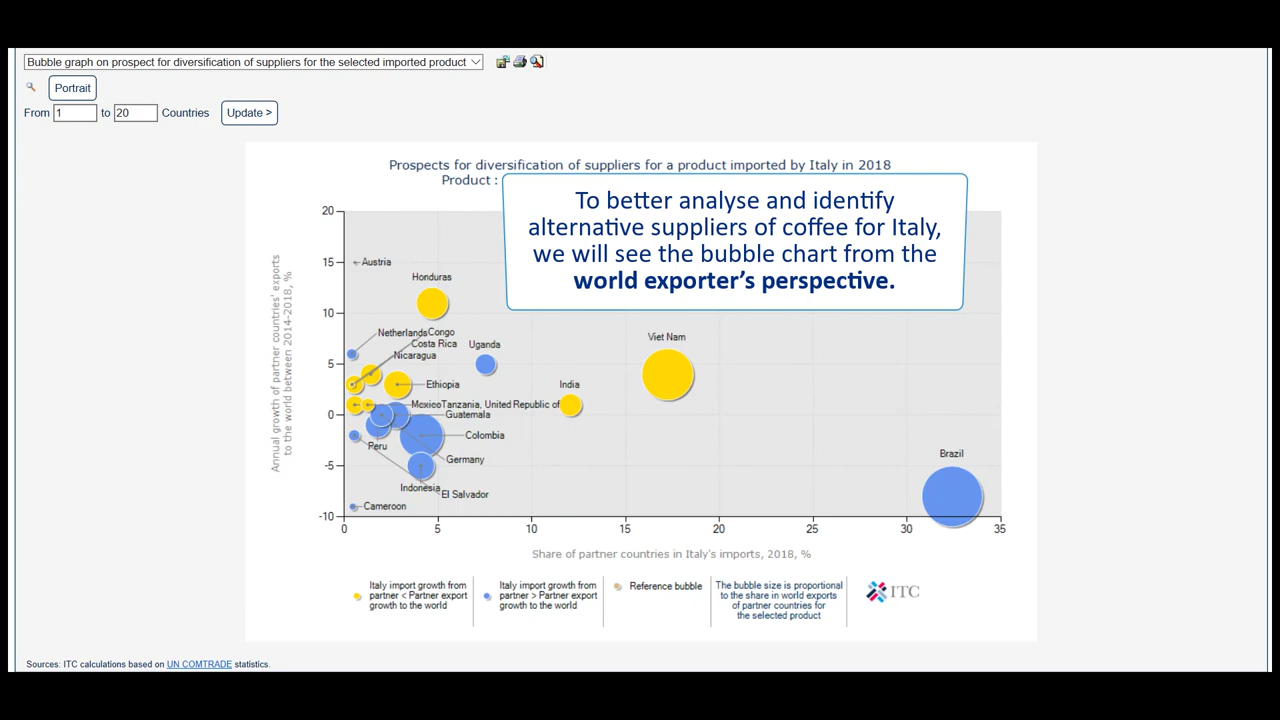 Bubble graph on prospect for diversification of suppliers for the selected imported product
Portrait
From 1 to 20 Countries Update >
Prospects for diversification of suppliers for a product imported by Italy in 2018
Product :
To better analyse and identify
alternative suppliers of coffee for Italy,
we will see the bubble chart from the
world exporter's perspective.
Annual growth of partner countries' exports
to the world between 2014-2018, %
20
15
10
5
0
-5
-10
Austria
Honduras
Netherlands
Congo
Costa Rica
Nicaragua
Uganda
Viet Nam
Ethiopia
India
Mexico
Tanzania, United Republic of
Guatemala
Colombia
Peru
Germany
Brazil
Indonesia
El Salvador
Cameroon
0 5 10 15 20 25 30 35
Share of partner countries in Italy's imports, 2018, %
Italy import growth from
partner < Partner export
growth to the world
Italy import growth from
partner > Partner export
growth to the world
Reference bubble
The bubble size is proportional
to the share in world exports
of partner countries for
the selected product
ITC
Sources: ITC calculations based on UN COMTRADE statistics.